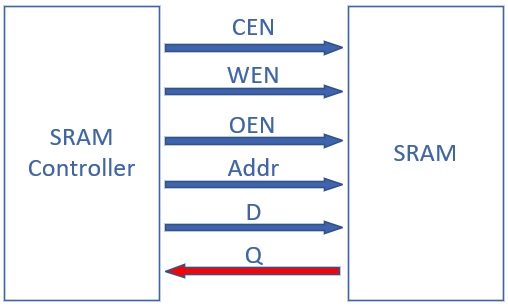 SRAM
Controller
CEN
WEN
OEN
Addr
D
Q
SRAM